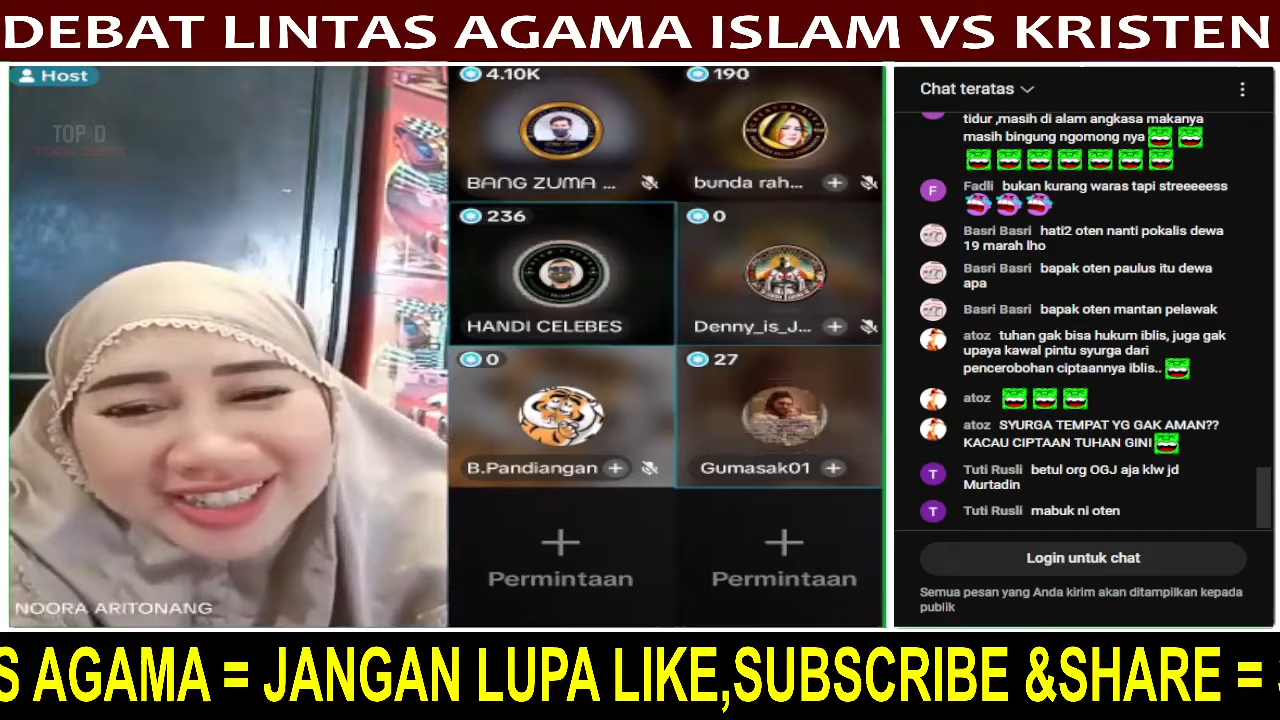 DEBAT LINTAS AGAMA ISLAM VS KRISTEN
Host
TOP D
4.10K
190
BANG ZUMA ...
bunda rah...
236
0
HANDI CELEBES
Denny_is_J...
0
27
B.Pandiangan
Gumasak01
Permintaan
Permintaan
NOORA ARITONANG
Chat teratas
tidur ,masih di alam angkasa makanya
masih bingung ngomong nya
F
Fadli bukan kurang waras tapi streeeeess
Basri Basri hati2 oten nanti pokalis dewa
19 marah lho
Basri Basri bapak oten paulus itu dewa
apa
Basri Basri bapak oten mantan pelawak
atoz tuhan gak bisa hukum iblis, juga gak
upaya kawal pintu syurga dari
pencerobohan ciptaannya iblis..
atoz
atoz SYURGA TEMPAT YG GAK AMAN??
KACAU CIPTAAN TUHAN GINI
T
Tuti Rusli betul org OGJ aja klw jd
Murtadin
T
Tuti Rusli mabuk ni oten
Login untuk chat
Semua pesan yang Anda kirim akan ditampilkan kepada
publik
S AGAMA = JANGAN LUPA LIKE,SUBSCRIBE &SHARE =